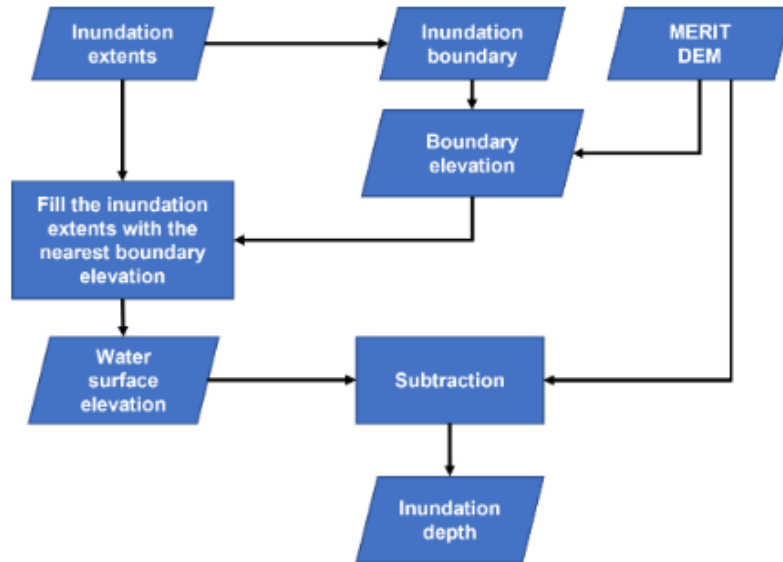 Inundation
extents
Inundation
boundary
MERIT
DEM
Boundary
elevation
Fill the inundation
extents with the
nearest boundary
elevation
Water
surface
elevation
Subtraction
Inundation
depth